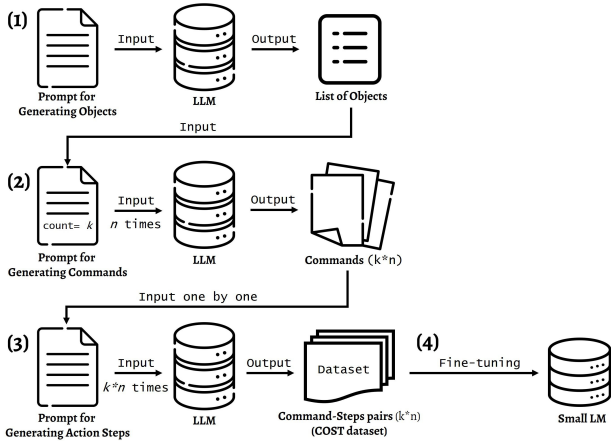 (1)
Input
Output
Prompt for
Generating Objects
LLM
List of Objects
Input
(2)
count= k
Input
n times
Output
Prompt for
Generating Commands
LLM
Commands (k*n)
Input one by one
(3)
Input
k*n times
Output
Dataset
(4)
Fine-tuning
Prompt for
Generating Action Steps
LLM
Command-Steps pairs (k*n)
(COST dataset)
Small LM